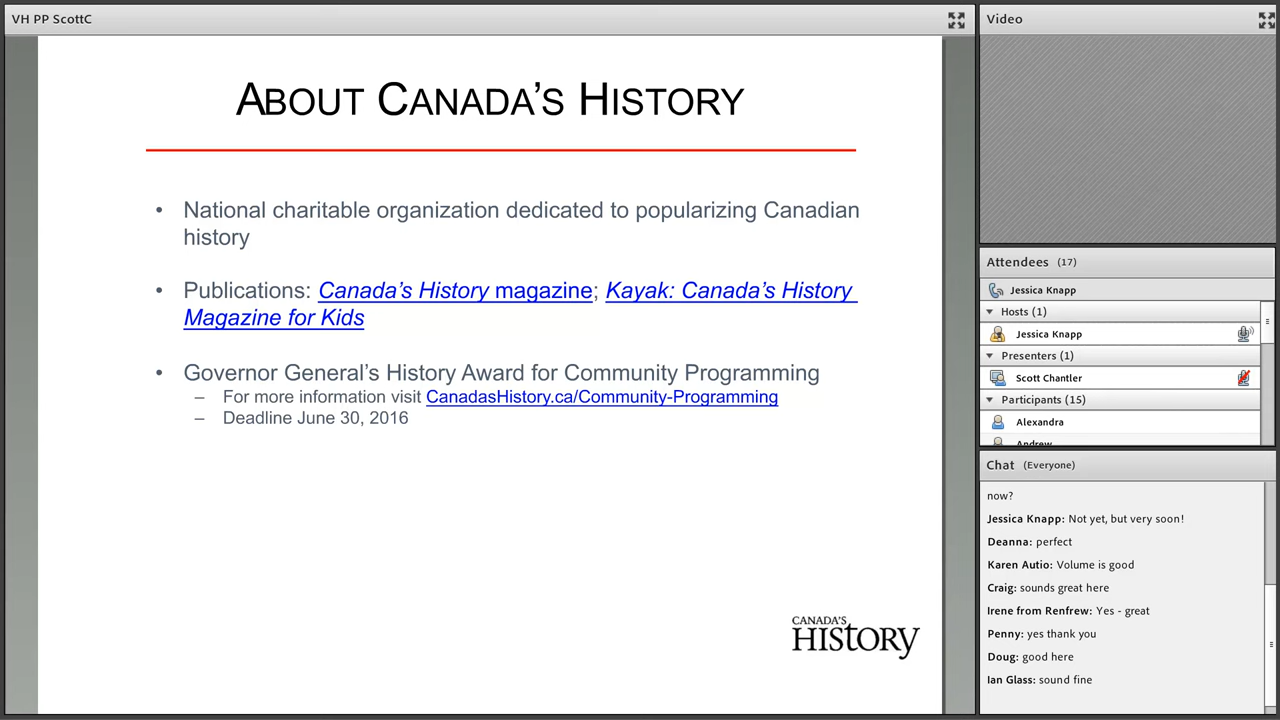 VH PP ScottC
ABOUT CANADA'S HISTORY
• National charitable organization dedicated to popularizing Canadian
history
• Publications: Canada's History magazine; Kayak: Canada's History
Magazine for Kids
• Governor General's History Award for Community Programming
– For more information visit CanadasHistory.ca/Community-Programming
– Deadline June 30, 2016
CANADA'S
HISTORY
Video
Attendees (17)
Jessica Knapp
Hosts (1)
Jessica Knapp
Presenters (1)
Scott Chantler
Participants (15)
Alexandra
Andrew
Chat (Everyone)
now?
Jessica Knapp: Not yet, but very soon!
Deanna: perfect
Karen Autio: Volume is good
Craig: sounds great here
Irene from Renfrew: Yes - great
Penny: yes thank you
Doug: good here
Ian Glass: sound fine